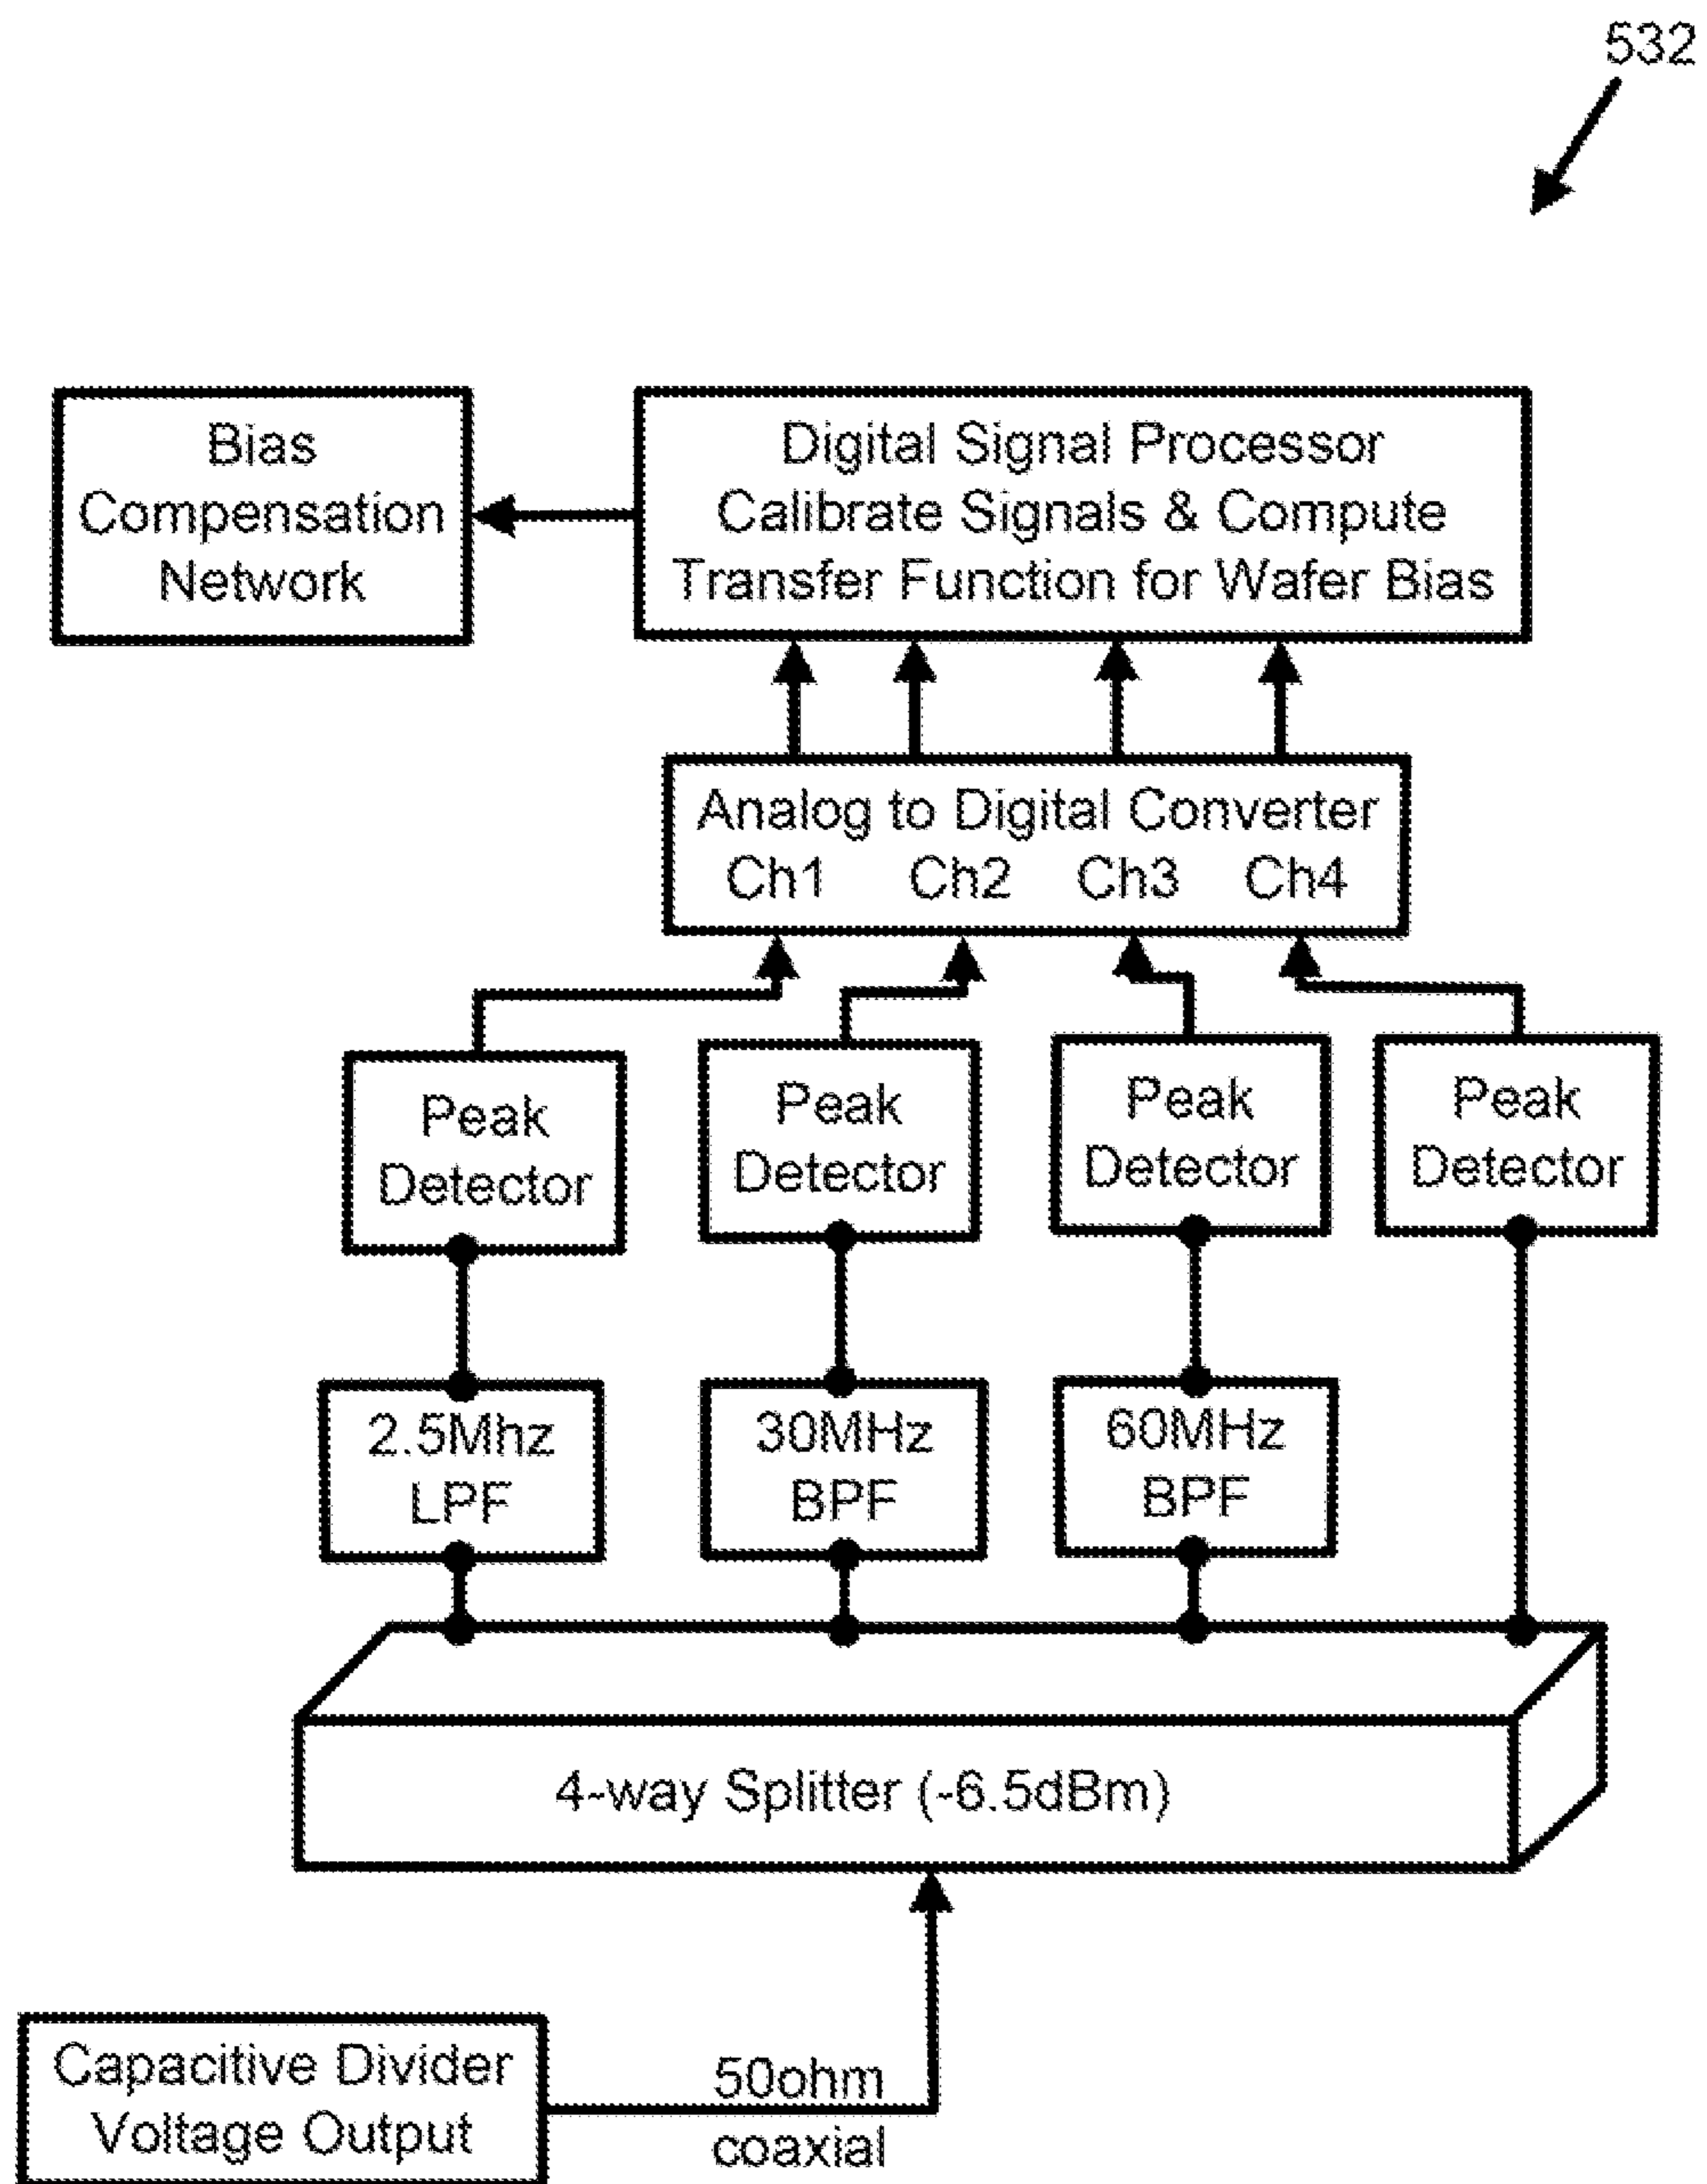 532
Bias
Compensation
Network
Digital Signal Processor
Calibrate Signals & Compute
Transfer Function for Wafer Bias
Analog to Digital Converter
Ch1 Ch2 Ch3 Ch4
Peak
Detector
Peak
Detector
Peak
Detector
Peak
Detector
2.5Mhz
LPF
30MHz
BPF
60MHz
BPF
4-way Splitter (-6.5dBm)
Capacitive Divider
Voltage Output
50ohm
coaxial